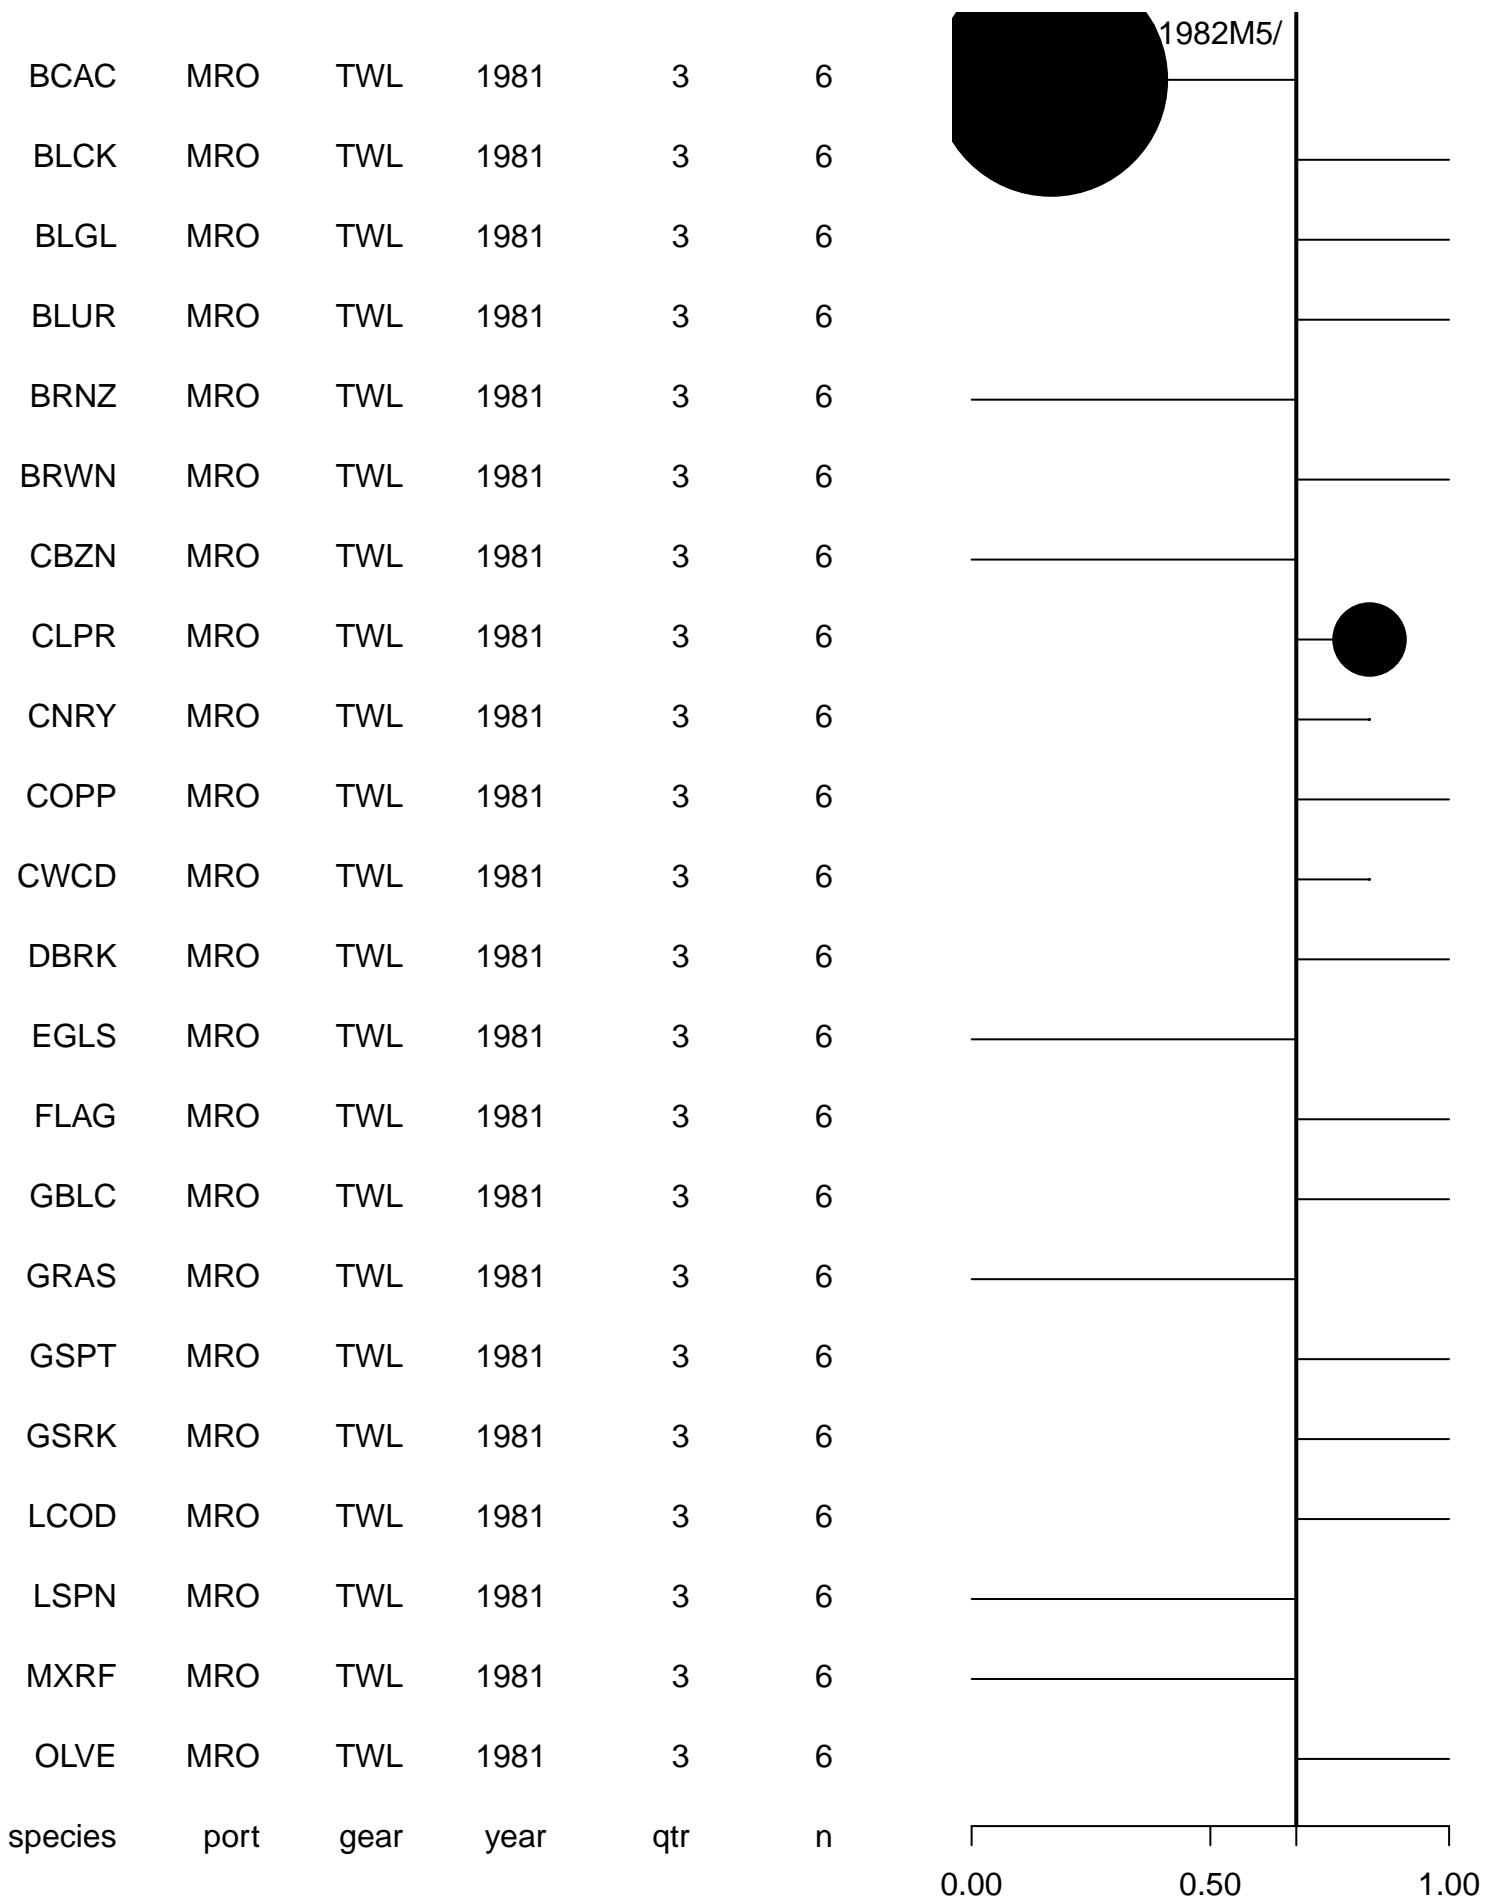 1982M5/
BCAC MRO TWL 1981 3 6
BLCK MRO TWL 1981 3 6
BLGL MRO TWL 1981 3 6
BLUR MRO TWL 1981 3 6
BRNZ MRO TWL 1981 3 6
BRWN MRO TWL 1981 3 6
CBZN MRO TWL 1981 3 6
CLPR MRO TWL 1981 3 6
CNRY MRO TWL 1981 3 6
COPP MRO TWL 1981 3 6
CWCD MRO TWL 1981 3 6
DBRK MRO TWL 1981 3 6
EGLS MRO TWL 1981 3 6
FLAG MRO TWL 1981 3 6
GBLC MRO TWL 1981 3 6
GRAS MRO TWL 1981 3 6
GSPT MRO TWL 1981 3 6
GSRK MRO TWL 1981 3 6
LCOD MRO TWL 1981 3 6
LSPN MRO TWL 1981 3 6
MXRF MRO TWL 1981 3 6
OLVE MRO TWL 1981 3 6
species port gear year qtr n
0.00 0.50 1.00